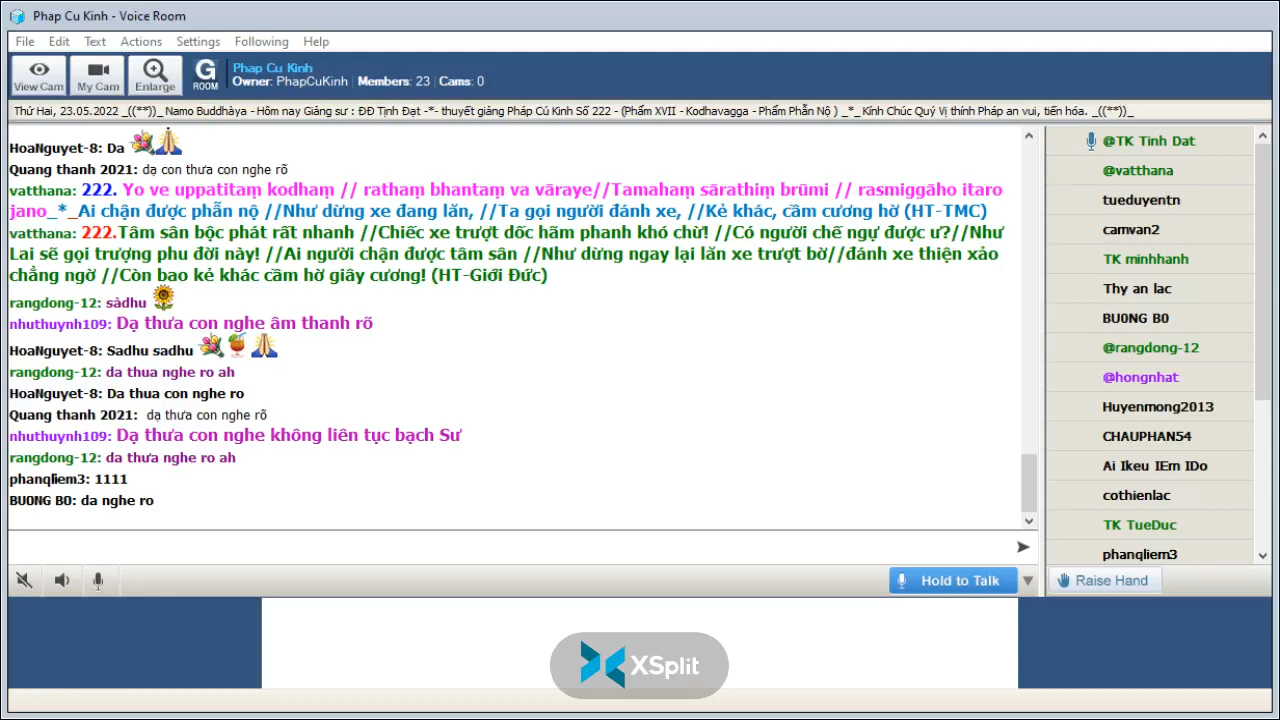 Phap Cu Kinh - Voice Room
File Edit Text Actions Settings Following Help
View Cam My Cam Enlarge G ROOM
Phap Cu Kinh
Owner: PhapCuKinh Members: 23 Cams: 0
Thứ Hai, 23.05.2022 _((**))_ Namo Buddhàya - Hôm nay Giảng sư : ĐĐ Tịnh Đạt -*- thuyết giảng Pháp Cú Kinh Số 222 - (Phẩm XVII - Kodhavagga - Phẩm Phẫn Nộ ) _*_ Kính Chúc Quý Vị thính Pháp an vui, tiến hóa. _((**))_
HoaNguyet-8: Da
Quang thanh 2021: dạ con thưa con nghe rõ
vatthana: 222. Yo ve uppatitaṃ kodhaṃ // rathaṃ bhantaṃ va vāraye//Tamahaṃ sārathiṃ brūmi // rasmiggāho itaro
jano_*_Ai chận được phẫn nộ //Như dừng xe đang lăn, //Ta gọi người đánh xe, //Kẻ khác, cầm cương hờ (HT-TMC)
vatthana: 222.Tâm sân bộc phát rất nhanh //Chiếc xe trượt dốc hãm phanh khó chừ! //Có người chế ngự được ư?//Như
Lai sẽ gọi trượng phu đời này! //Ai người chận được tâm sân //Như dừng ngay lại lăn xe trượt bờ//đánh xe thiện xảo
chẳng ngờ //Còn bao kẻ khác cầm hờ giây cương! (HT-Giới Đức)
rangdong-12: sàdhu
nhuthuynh109: Dạ thưa con nghe âm thanh rõ
HoaNguyet-8: Sadhu sadhu
rangdong-12: da thua nghe ro ah
HoaNguyet-8: Da thua con nghe ro
Quang thanh 2021: dạ thưa con nghe rõ
nhuthuynh109: Dạ thưa con nghe không liên tục bạch Sư
rangdong-12: da thưa nghe ro ah
phanqliem3: 1111
BU0NG B0: da nghe ro
Hold to Talk
@TK Tinh Dat
@vatthana
tueduyentn
camvan2
TK minhhanh
Thy an lac
BU0NG B0
@rangdong-12
@hongnhat
Huyenmong2013
CHAUPHAN54
Ai Ikeu IEm IDo
cothienlac
TK TueDuc
phanqliem3
Raise Hand
XSplit